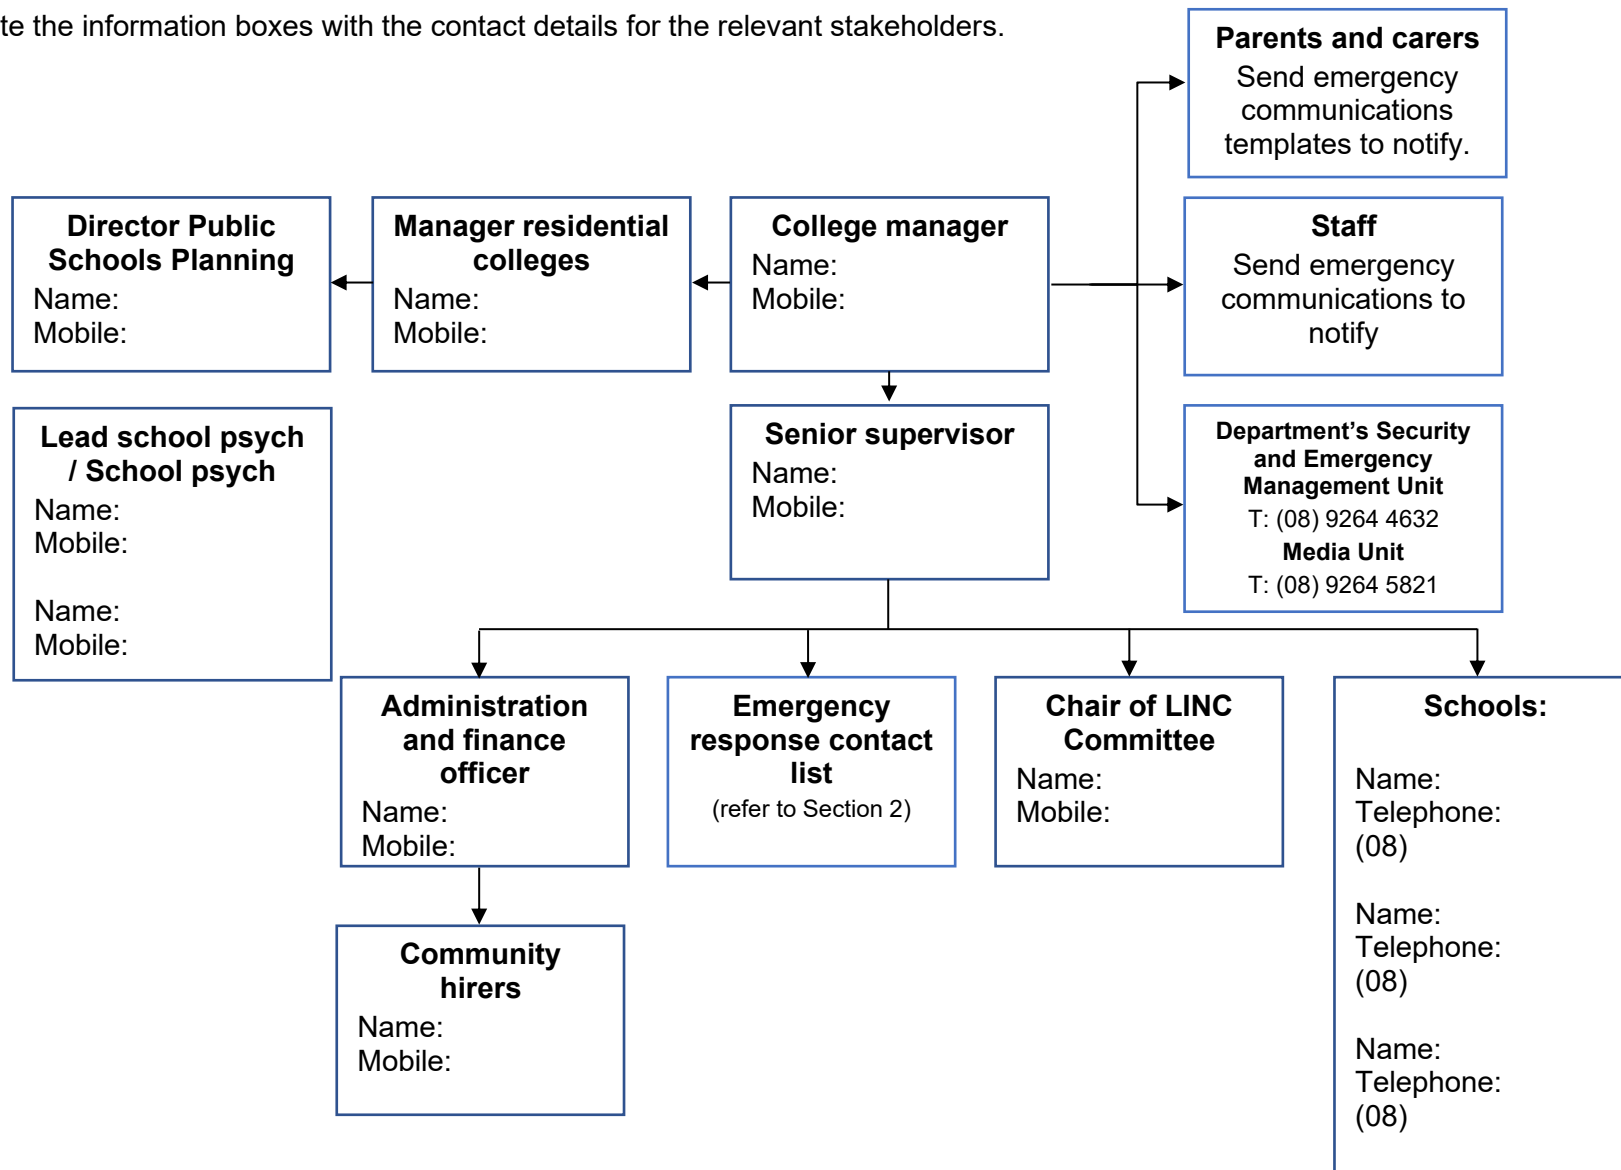 te the information boxes with the contact details for the relevant stakeholders.
Parents and carers
Send emergency
communications
templates to notify.
Director Public
Schools Planning
Name:
Mobile:
Manager residential
colleges
Name:
Mobile:
College manager
Name:
Mobile:
Staff
Send emergency
communications to
notify
Lead school psych
/ School psych
Name:
Mobile:
Name:
Mobile:
Senior supervisor
Name:
Mobile:
Department’s Security
and Emergency
Management Unit
T: (08) 9264 4632
Media Unit
T: (08) 9264 5821
Administration
and finance
officer
Name:
Mobile:
Emergency
response contact
list
(refer to Section 2)
Chair of LINC
Committee
Name:
Mobile:
Schools:
Name:
Telephone:
(08)
Name:
Telephone:
(08)
Name:
Telephone:
(08)
Community
hirers
Name:
Mobile: